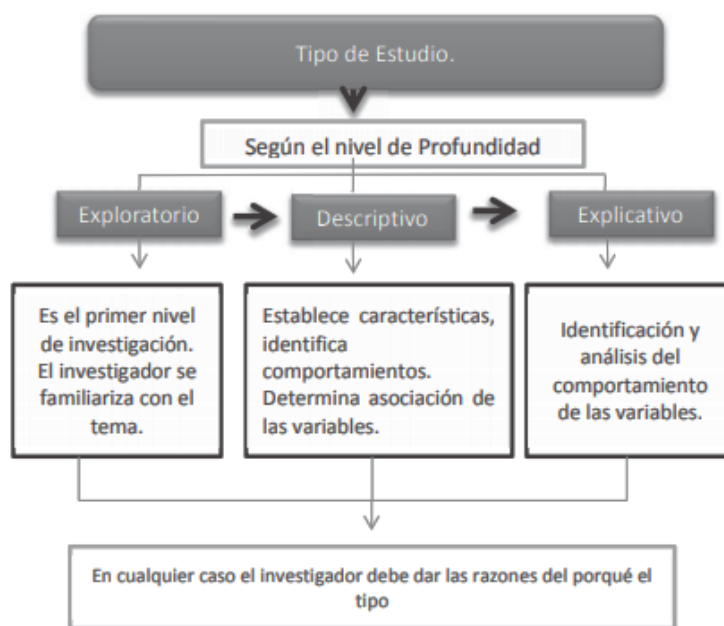 Tipo de Estudio.
Según el nivel de Profundidad
Exploratorio
Descriptivo
Explicativo
Es el primer nivel
de investigación.
El investigador se
familiariza con el
tema.
Establece características,
identifica
comportamientos.
Determina asociación de
las variables.
Identificación y
análisis del
comportamiento
de las variables.
En cualquier caso el investigador debe dar las razones del porqué el
tipo